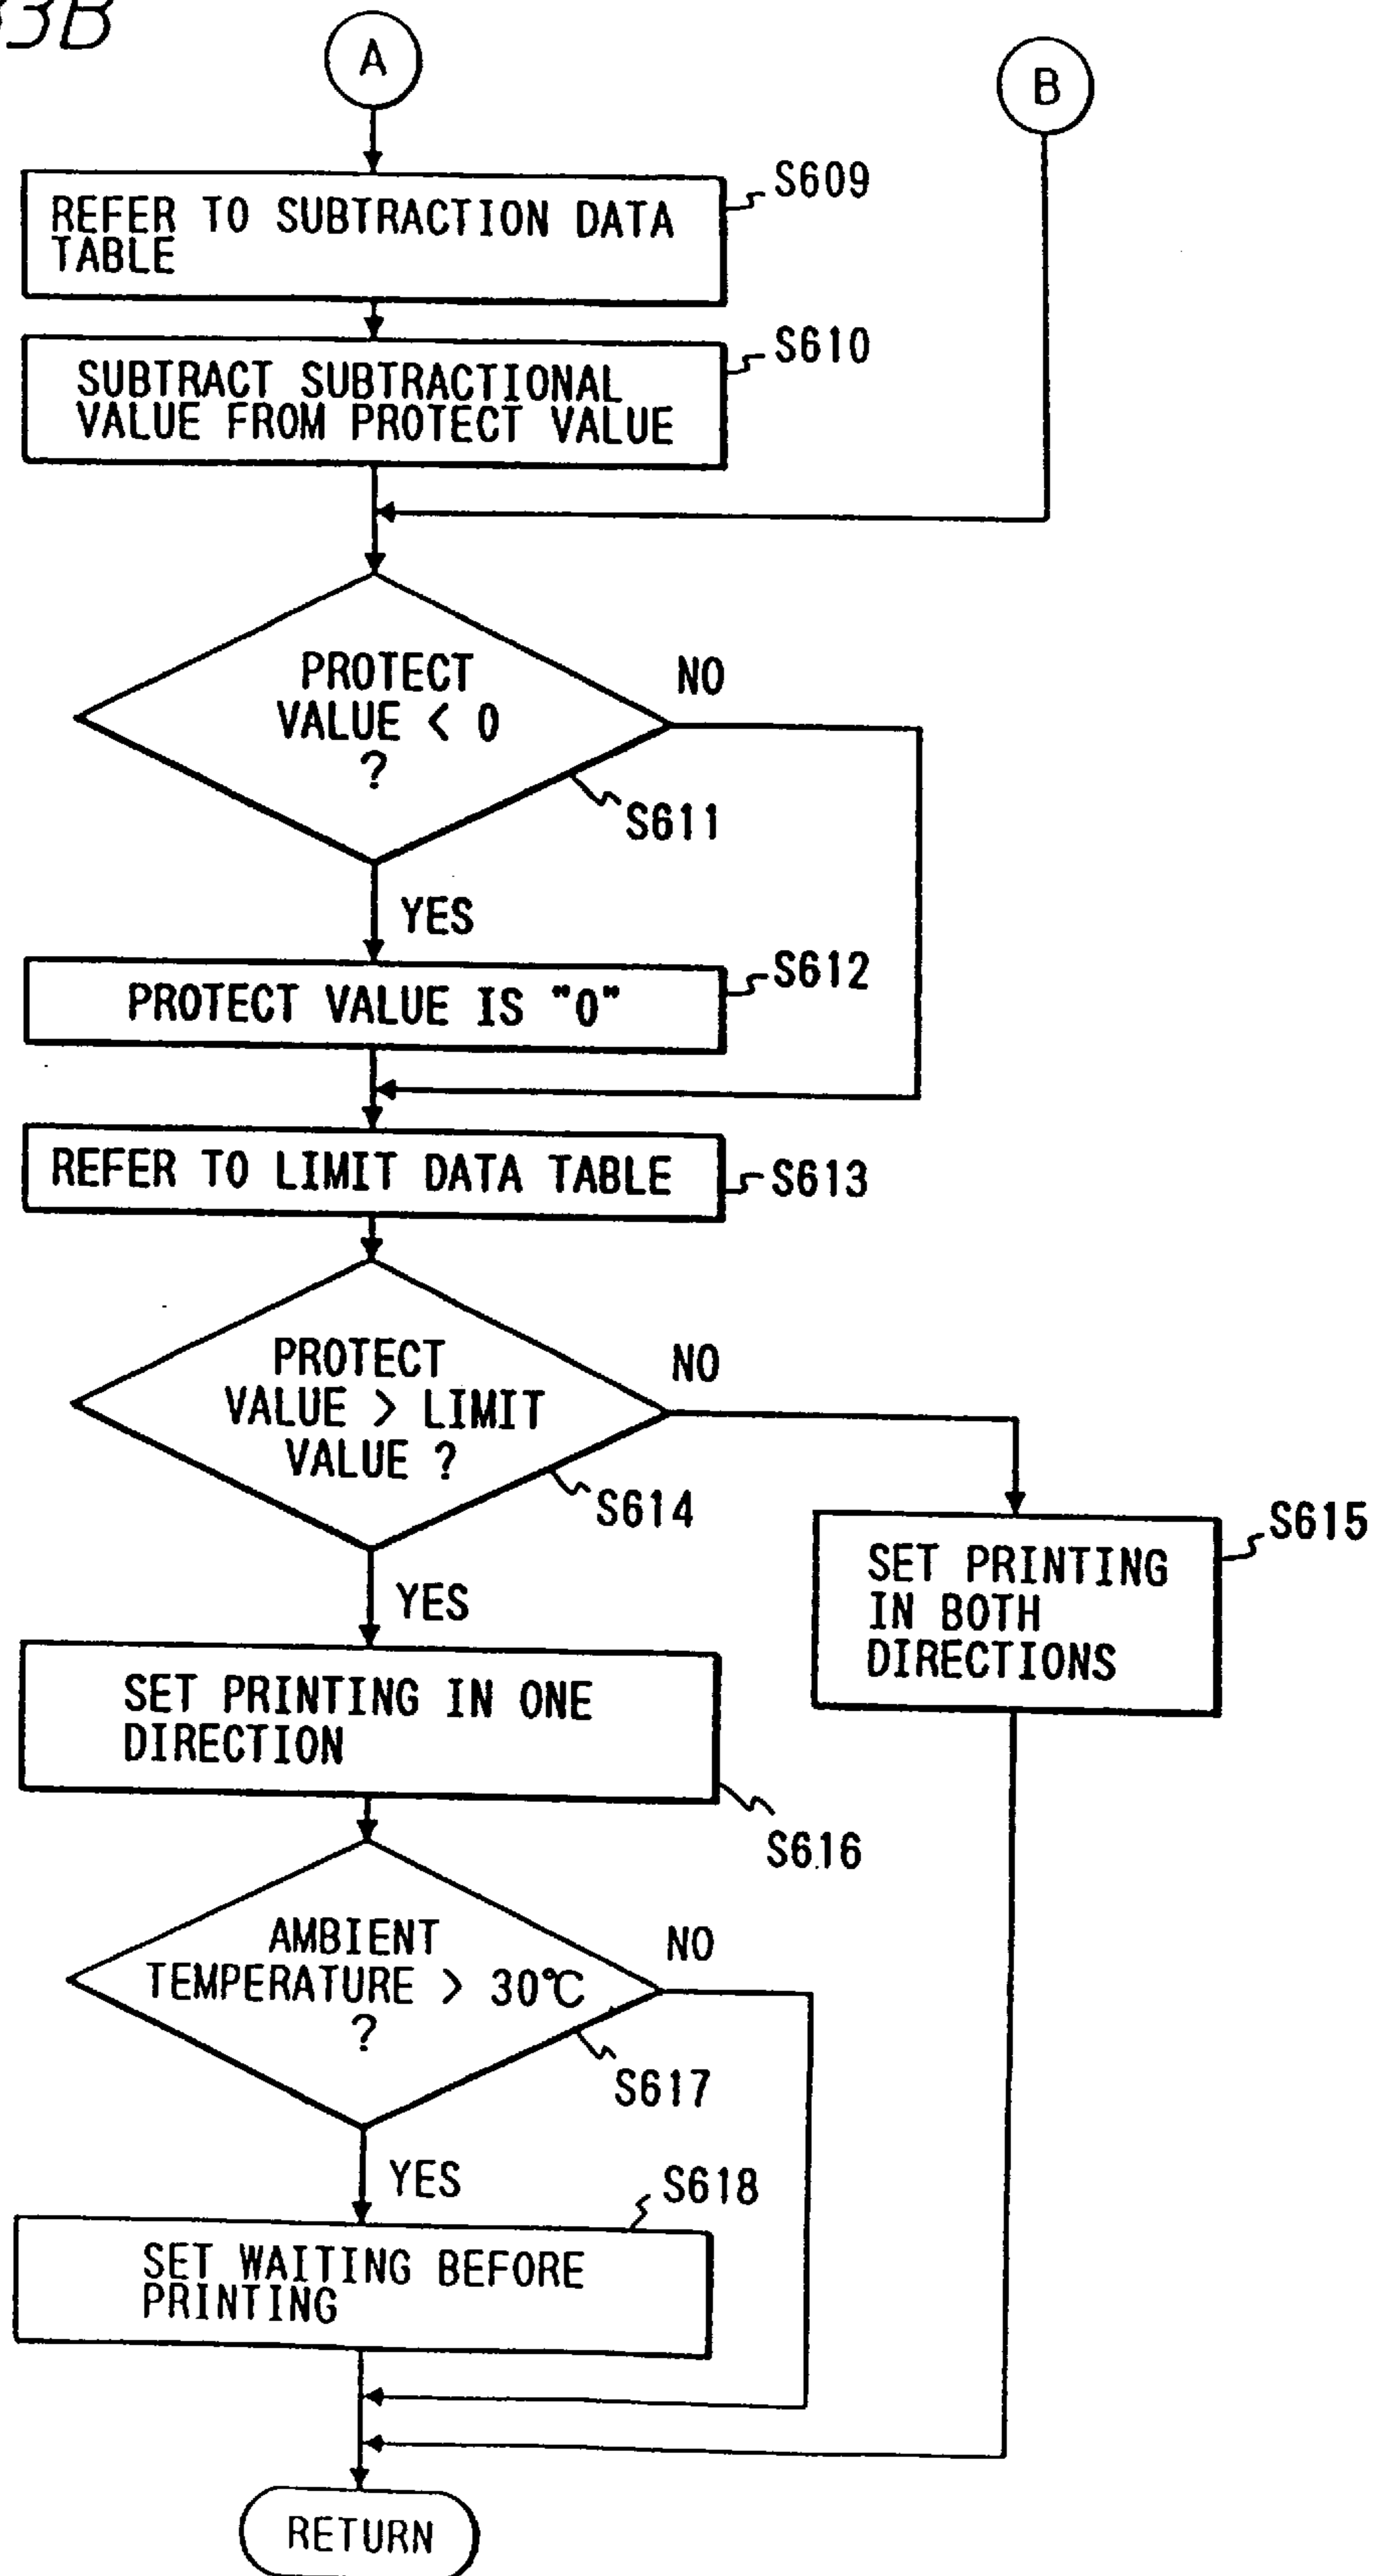 33B
A
B
S609
REFER TO SUBTRACTION DATA
TABLE
S610
SUBTRACT SUBTRACTIONAL
VALUE FROM PROTECT VALUE
PROTECT
VALUE < 0
?
NO
S611
YES
S612
PROTECT VALUE IS "0"
REFER TO LIMIT DATA TABLE
S613
PROTECT
VALUE > LIMIT
VALUE ?
NO
S614
S615
SET PRINTING
IN BOTH
DIRECTIONS
YES
SET PRINTING IN ONE
DIRECTION
S616
AMBIENT
TEMPERATURE > 30℃
?
NO
S617
YES
S618
SET WAITING BEFORE
PRINTING
RETURN